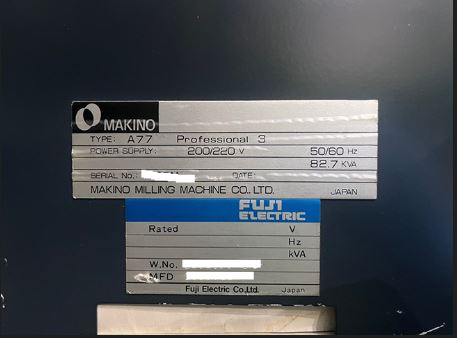 MAKINO
TYPE: A77 Professional 3
POWER SUPPLY: 200/220 V 50/60 Hz
82.7 KVA
SERIAL No.: DATE:
MAKINO MILLING MACHINE CO., LTD. JAPAN
FUJI
ELECTRIC
Rated V
Hz
kVA
W.No.
MFD
Fuji Electric Co.,Ltd. Japan